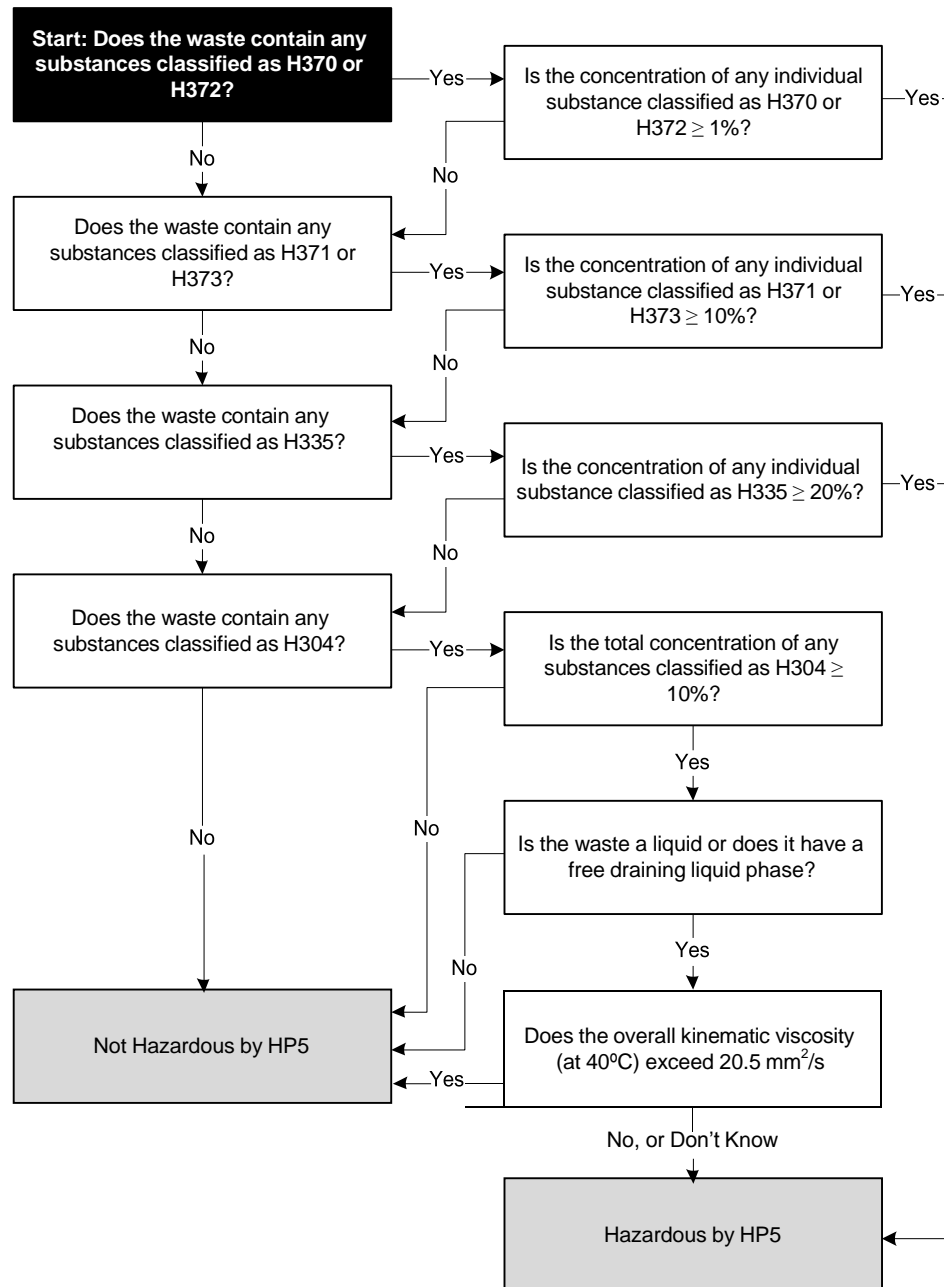 Start: Does the waste contain any
substances classified as H370 or
H372?
Yes
Is the concentration of any individual
substance classified as H370 or
H372 ≥ 1%?
Yes
No
No
Does the waste contain any
substances classified as H371 or
H373?
Yes
Is the concentration of any individual
substance classified as H371 or
H373 ≥ 10%?
Yes
No
No
Does the waste contain any
substances classified as H335?
Yes
Is the concentration of any individual
substance classified as H335 ≥ 20%?
Yes
No
No
Does the waste contain any
substances classified as H304?
Yes
Is the total concentration of any
substances classified as H304 ≥
10%?
Yes
No
No
Is the waste a liquid or does it have a
free draining liquid phase?
Yes
No
Not Hazardous by HP5
Does the overall kinematic viscosity
(at 40ºC) exceed 20.5 mm²/s
Yes
No, or Don't Know
Hazardous by HP5